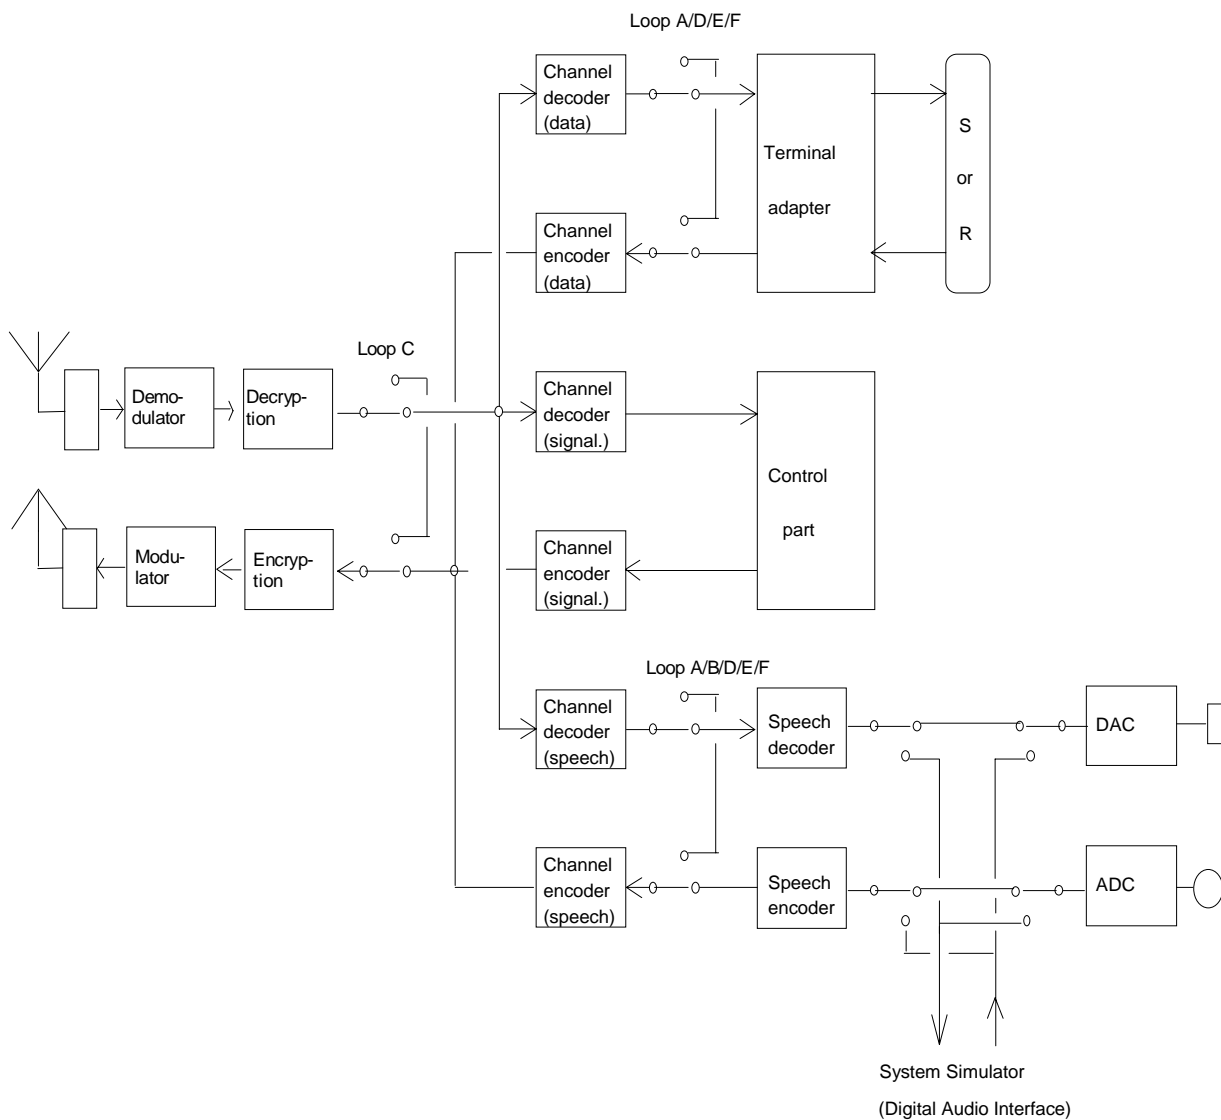 Loop A/D/E/F
Channel
decoder
(data)
Terminal
adapter
S
or
R
Channel
encoder
(data)
Loop C
Demo-
dulator
Decryp-
tion
Channel
decoder
(signal.)
Control
part
Modu-
lator
Encryp-
tion
Channel
encoder
(signal.)
Loop A/B/D/E/F
Channel
decoder
(speech)
Speech
decoder
DAC
Channel
encoder
(speech)
Speech
encoder
ADC
System Simulator
(Digital Audio Interface)